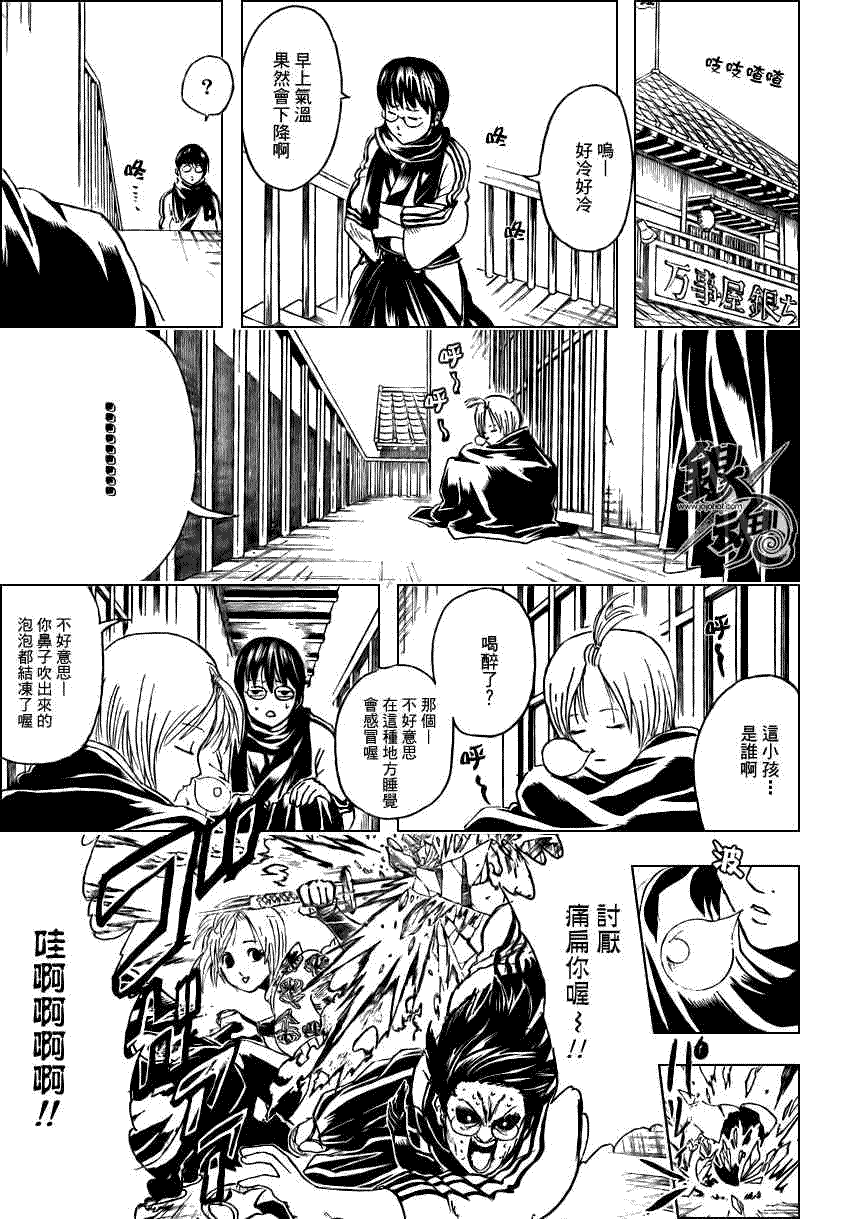 吱吱喳喳
万事屋銀ち
嗚—
好冷好冷
咚
早上氣溫
果然會下降啊
咚
咚
？
呼~
呼~
銀魂
www.jojohot.com
………………
呼~
這小孩…
是誰啊
喝醉了？
呼~
那個—
不好意思
在這種地方睡覺
會感冒喔
不好意思—
你鼻子吹出來的
泡泡都結凍了喔
波
討厭
痛扁你喔~!!
哇啊啊啊啊!!